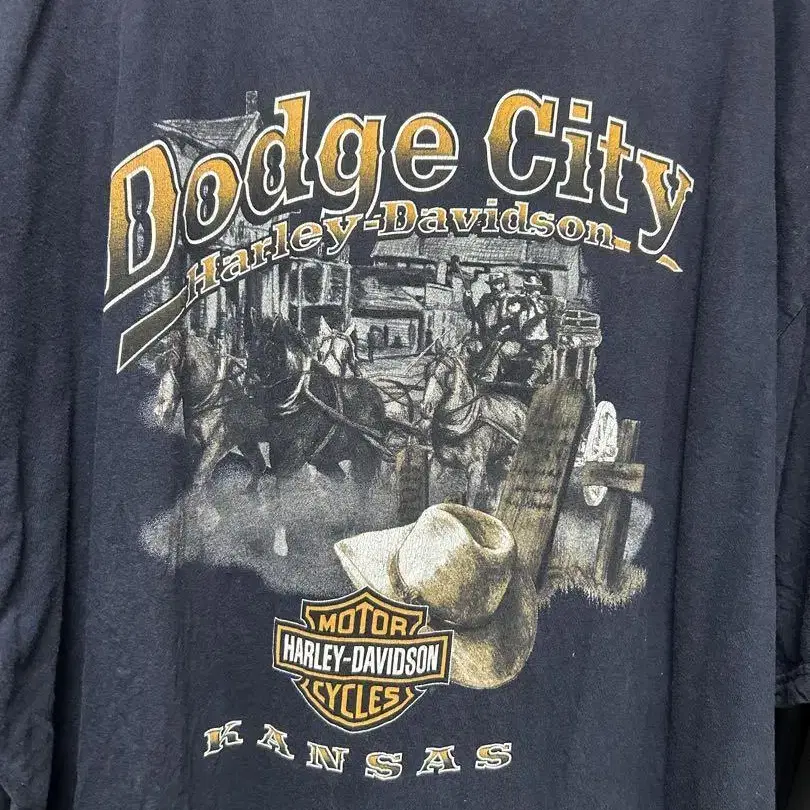 Dodge City
Harley-Davidson
MOTOR
HARLEY-DAVIDSON
CYCLES
KANSAS